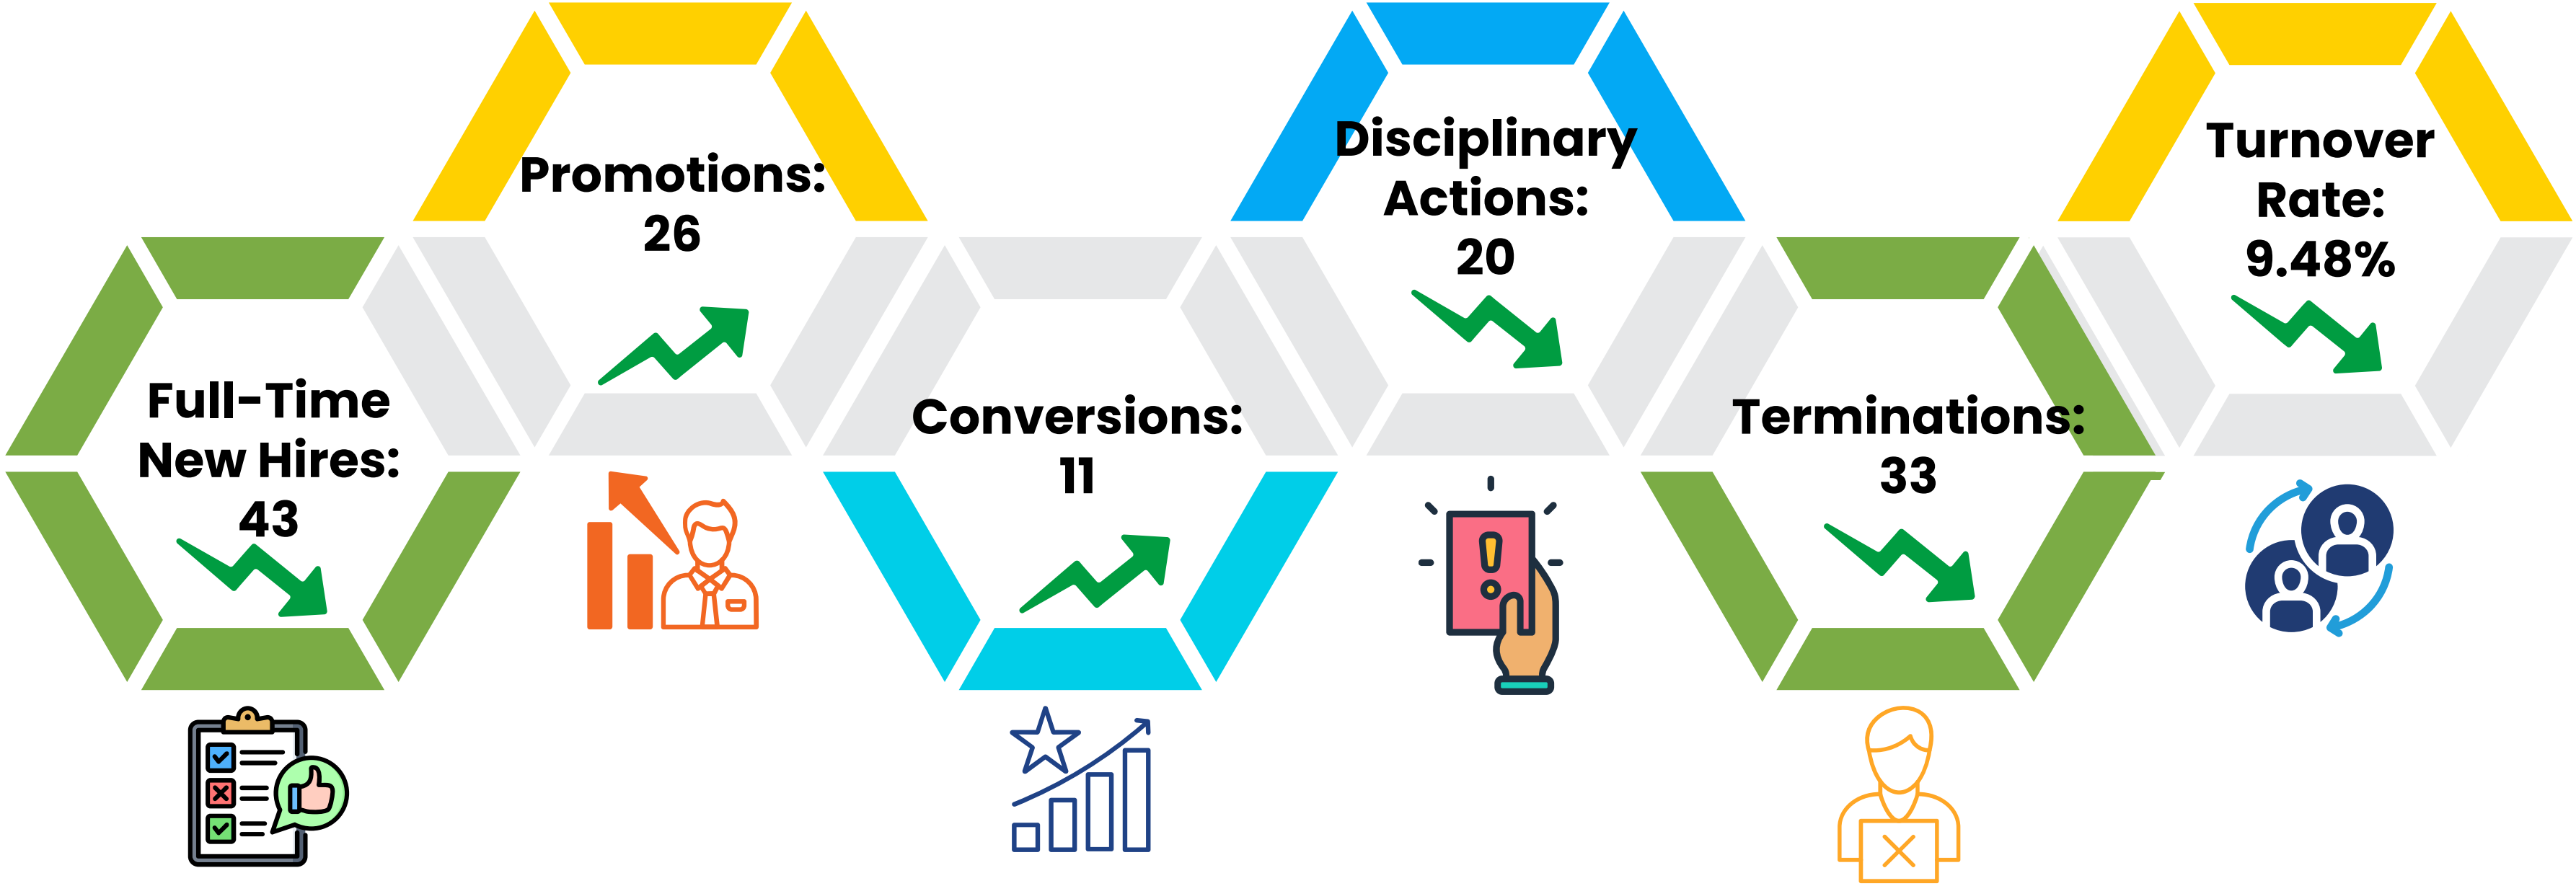 Full-Time
New Hires:
43
Promotions:
26
Conversions:
11
Disciplinary
Actions:
20
Terminations:
33
Turnover
Rate:
9.48%